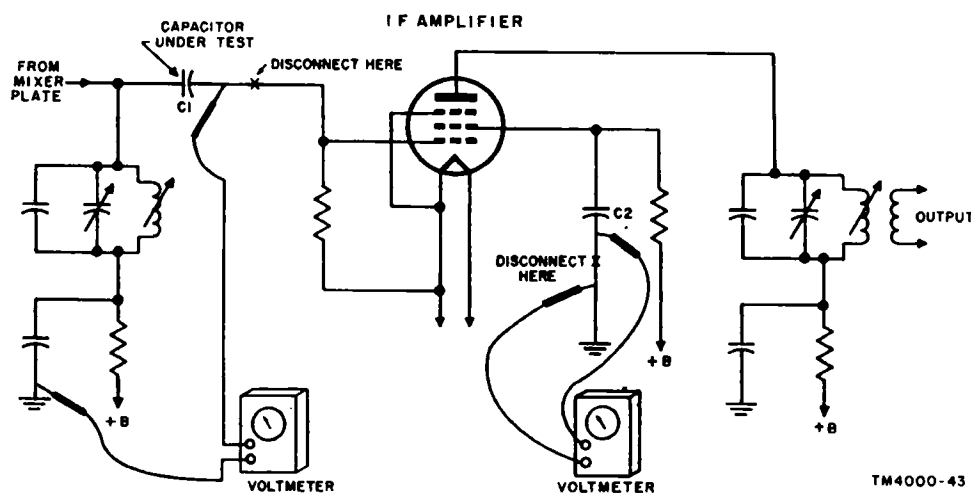 IF AMPLIFIER
CAPACITOR
UNDER TEST
FROM
MIXER
PLATE
C1
DISCONNECT HERE
C2
DISCONNECT
HERE
OUTPUT
+B
+B
+B
VOLTMETER
VOLTMETER
TM4000-43